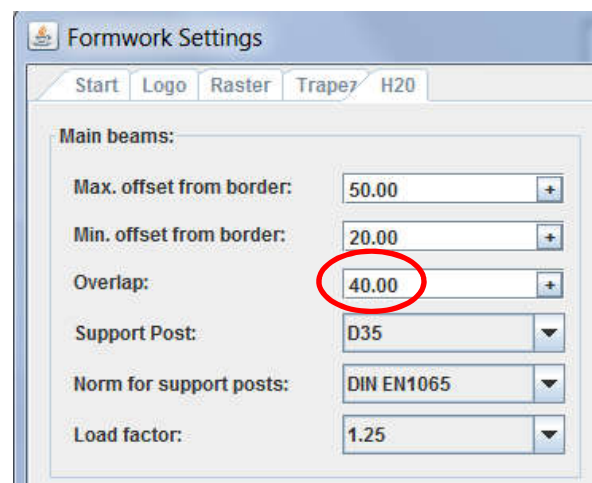 Formwork Settings
Start Logo Raster Trapez H20
Main beams:
Max. offset from border: 50.00 +
Min. offset from border: 20.00 +
Overlap: 40.00 +
Support Post: D35
Norm for support posts: DIN EN1065
Load factor: 1.25